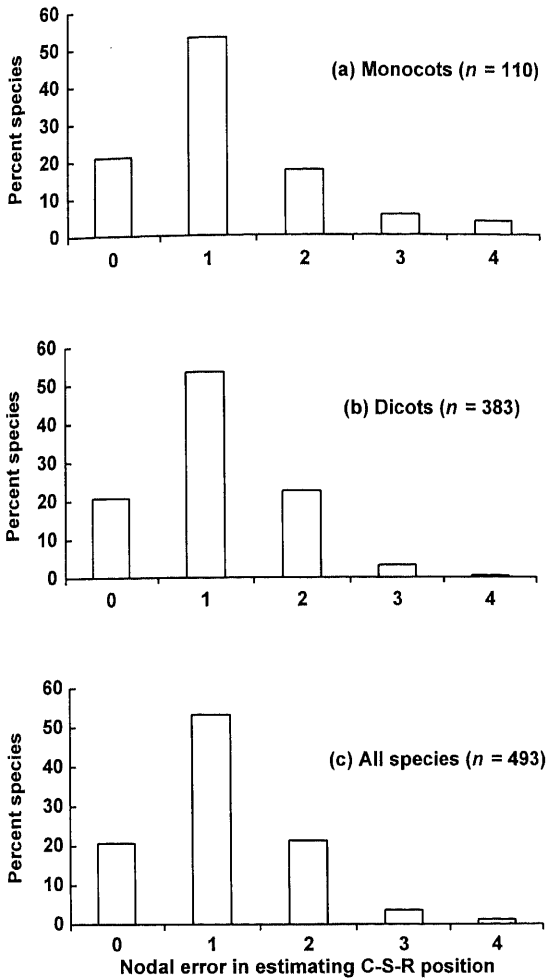 60
50
40
30
20
10
0
Percent species
(a) Monocots (n = 110)
0 1 2 3 4
60
50
40
30
20
10
0
Percent species
(b) Dicots (n = 383)
0 1 2 3 4
60
50
40
30
20
10
0
Percent species
(c) All species (n = 493)
0 1 2 3 4
Nodal error in estimating C-S-R position